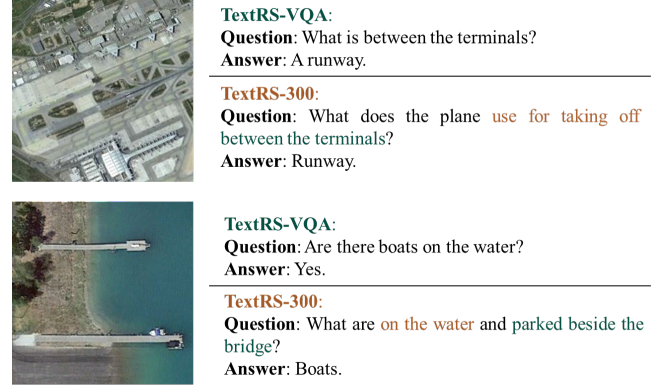 TextRS-VQA:
Question: What is between the terminals?
Answer: A runway.
TextRS-300:
Question: What does the plane use for taking off
between the terminals?
Answer: Runway.
TextRS-VQA:
Question: Are there boats on the water?
Answer: Yes.
TextRS-300:
Question: What are on the water and parked beside the
bridge?
Answer: Boats.